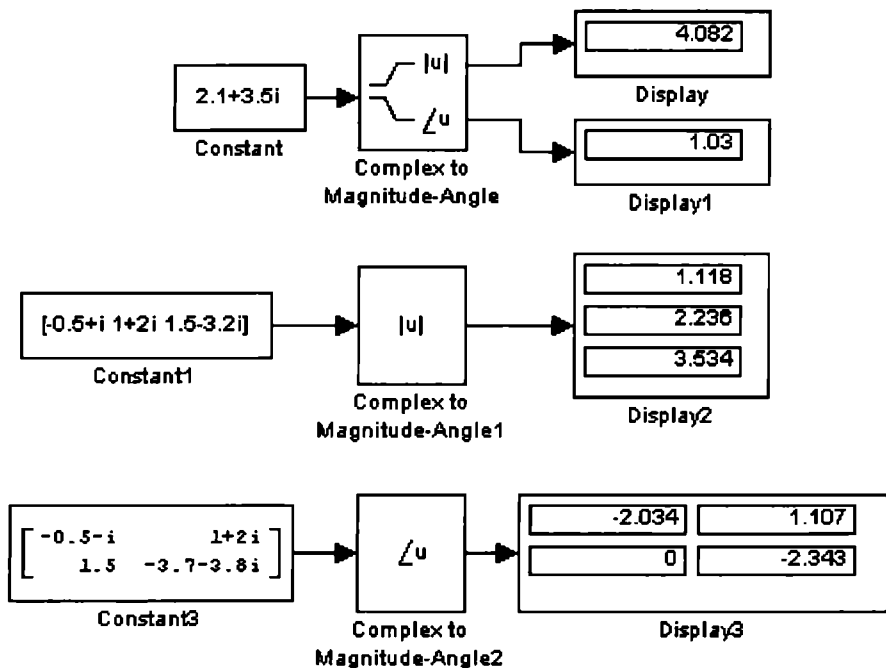 4.082
|u|
2.1+3.5i
Display
∠u
1.03
Constant
Complex to
Magnitude-Angle
Display1
1.118
[-0.5+i 1+2i 1.5-3.2i]
|u|
2.236
3.534
Constant1
Complex to
Magnitude-Angle1
Display2
-0.5-i 1+2i
1.5 -3.7-3.8i
∠u
-2.034 1.107
0 -2.343
Constant3
Complex to
Magnitude-Angle2
Display3